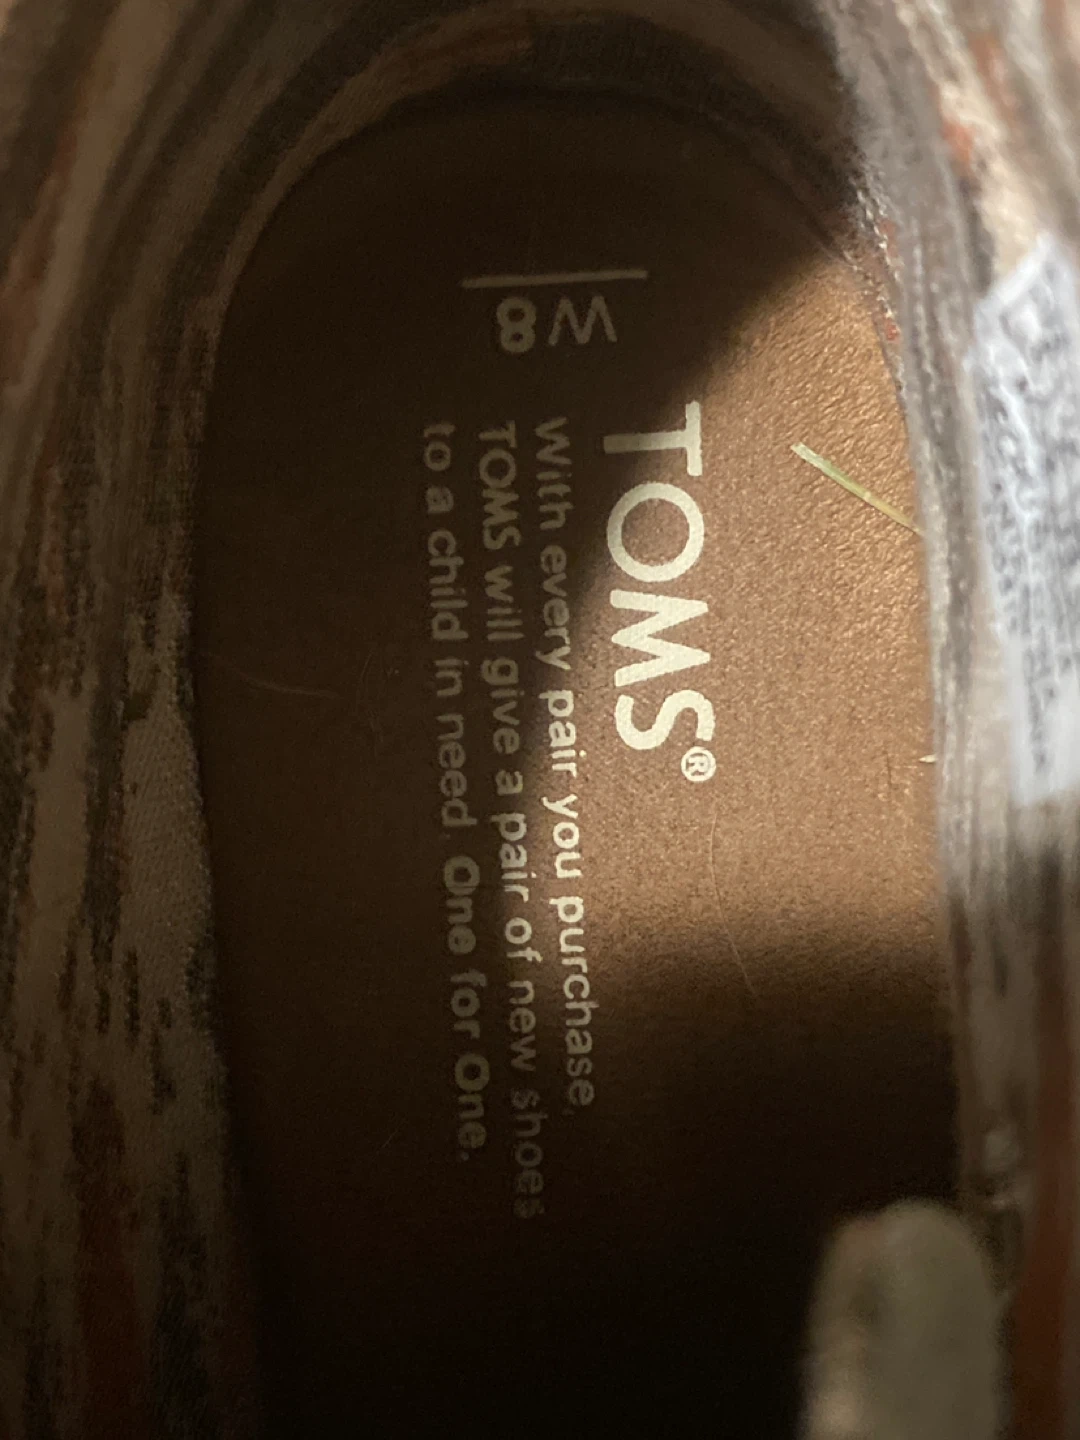 W
8
TOMS®
With every pair you purchase,
TOMS will give a pair of new shoes
to a child in need. One for One.